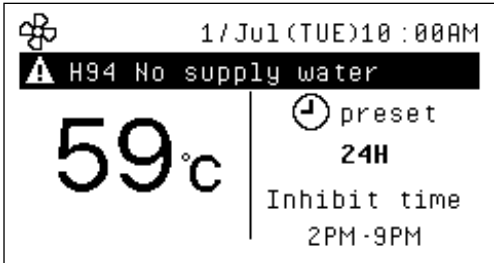 1/Jul(TUE)10:00AM
H94 No supply water
59°C
preset
24H
Inhibit time
2PM-9PM